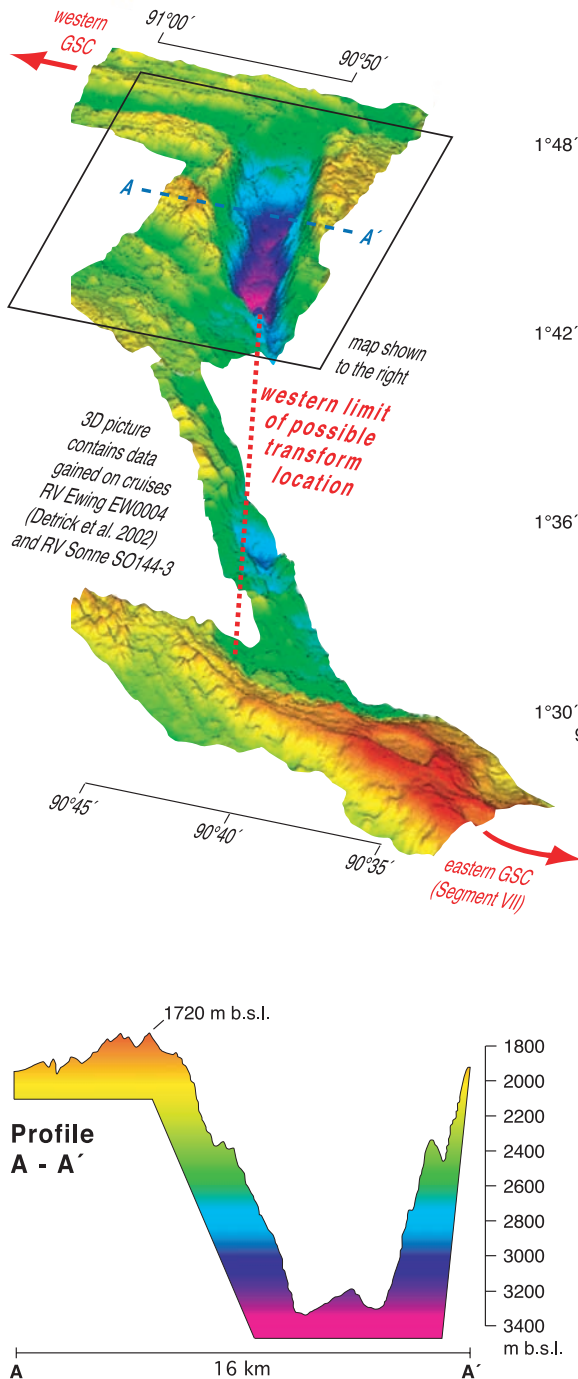 western
GSC
91°00´
90°50´
1°48´
A
A´
1°42´
map shown
to the right
western limit
of possible
transform
location
3D picture
contains data
gained on cruises
RV Ewing EW0004
(Detrick et al. 2002)
and RV Sonne SO144-3
1°36´
1°30´
9
90°45´
90°40´
90°35´
eastern GSC
(Segment VII)
1720 m b.s.l.
1800
2000
2200
2400
2600
2800
3000
3200
3400
m b.s.l.
Profile
A - A´
A
16 km
A´